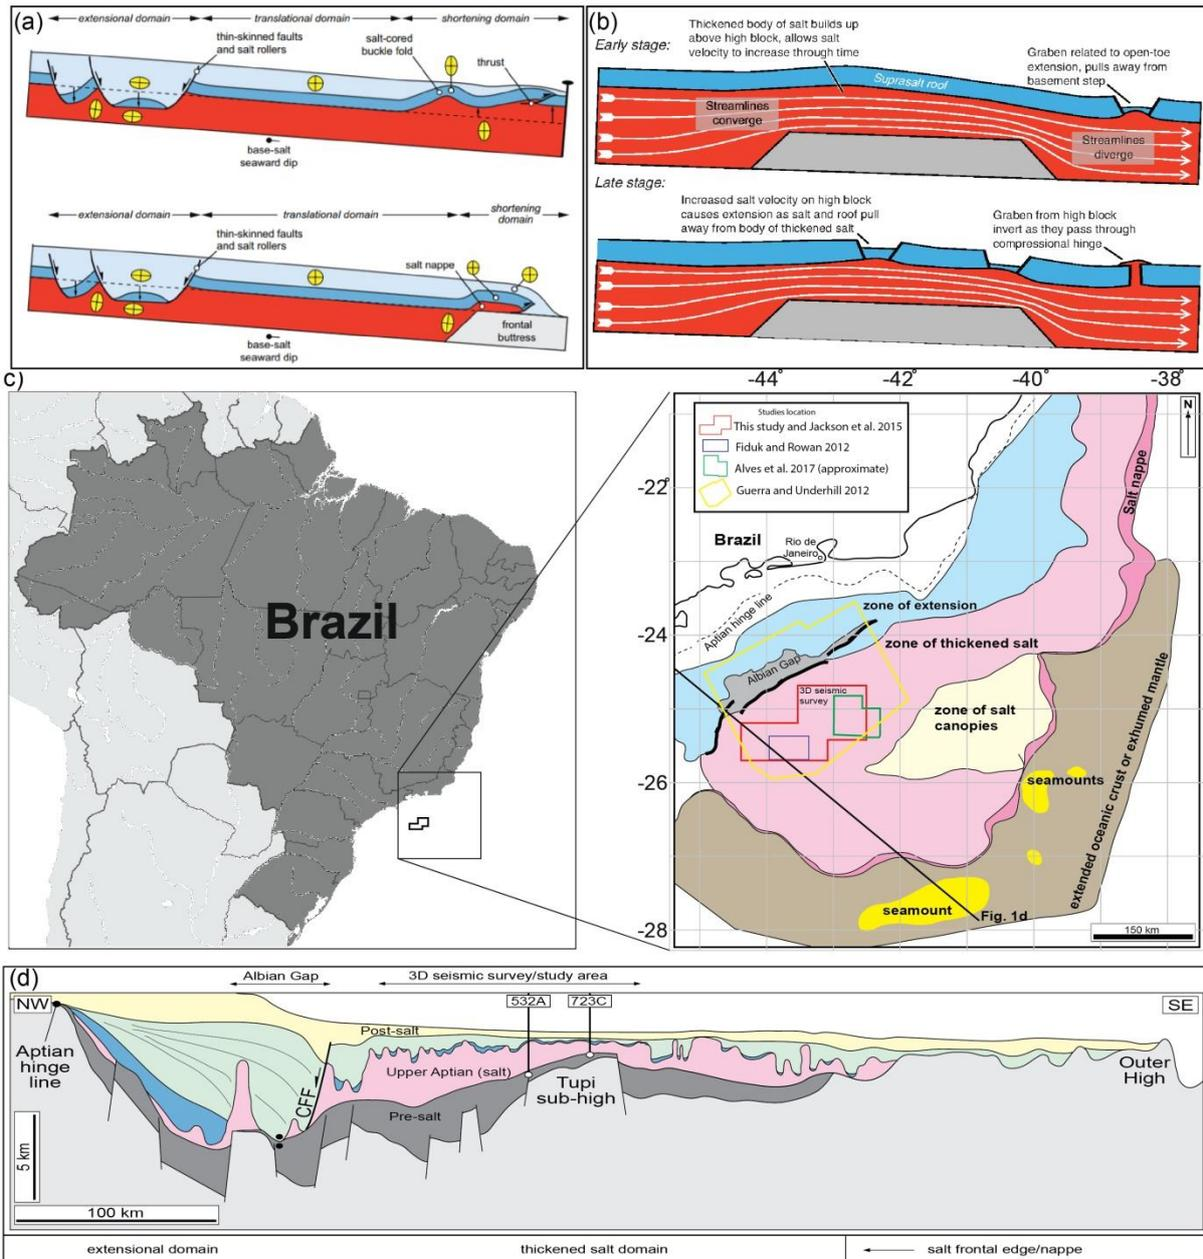 (a)
extensional domain
translational domain
shortening domain
thin-skinned faults
and salt rollers
salt-cored
buckle fold
thrust
base-salt
seaward dip
extensional domain
translational domain
shortening
domain
thin-skinned faults
and salt rollers
salt nappe
frontal
buttress
base-salt
seaward dip
(b)
Early stage:
Thickened body of salt builds up
above high block, allows salt
velocity to increase through time
Graben related to open-toe
extension, pulls away from
basement step
Suprasalt roof
Streamlines
converge
Streamlines
diverge
Late stage:
Increased salt velocity on high block
causes extension as salt and roof pull
away from body of thickened salt
Graben from high block
invert as they pass through
compressional hinge
c)
Brazil
-44°
-42°
-40°
-38°
-22°
-24
-26
-28
Studies location
This study and Jackson et al. 2015
Fiduk and Rowan 2012
Alves et al. 2017 (approximate)
Guerra and Underhill 2012
N
Salt nappe
Brazil
Rio de
Janeiro
Aptian hinge line
zone of extension
zone of thickened salt
Albian Gap
3D seismic
survey
zone of salt
canopies
seamounts
extended oceanic crust or exhumed mantle
seamount
Fig. 1d
150 km
(d)
Albian Gap
3D seismic survey/study area
NW
532A
723C
SE
Aptian
hinge
line
Post-salt
CFF
Upper Aptian (salt)
Tupi
sub-high
Pre-salt
Outer
High
5 km
100 km
extensional domain
thickened salt domain
salt frontal edge/nappe